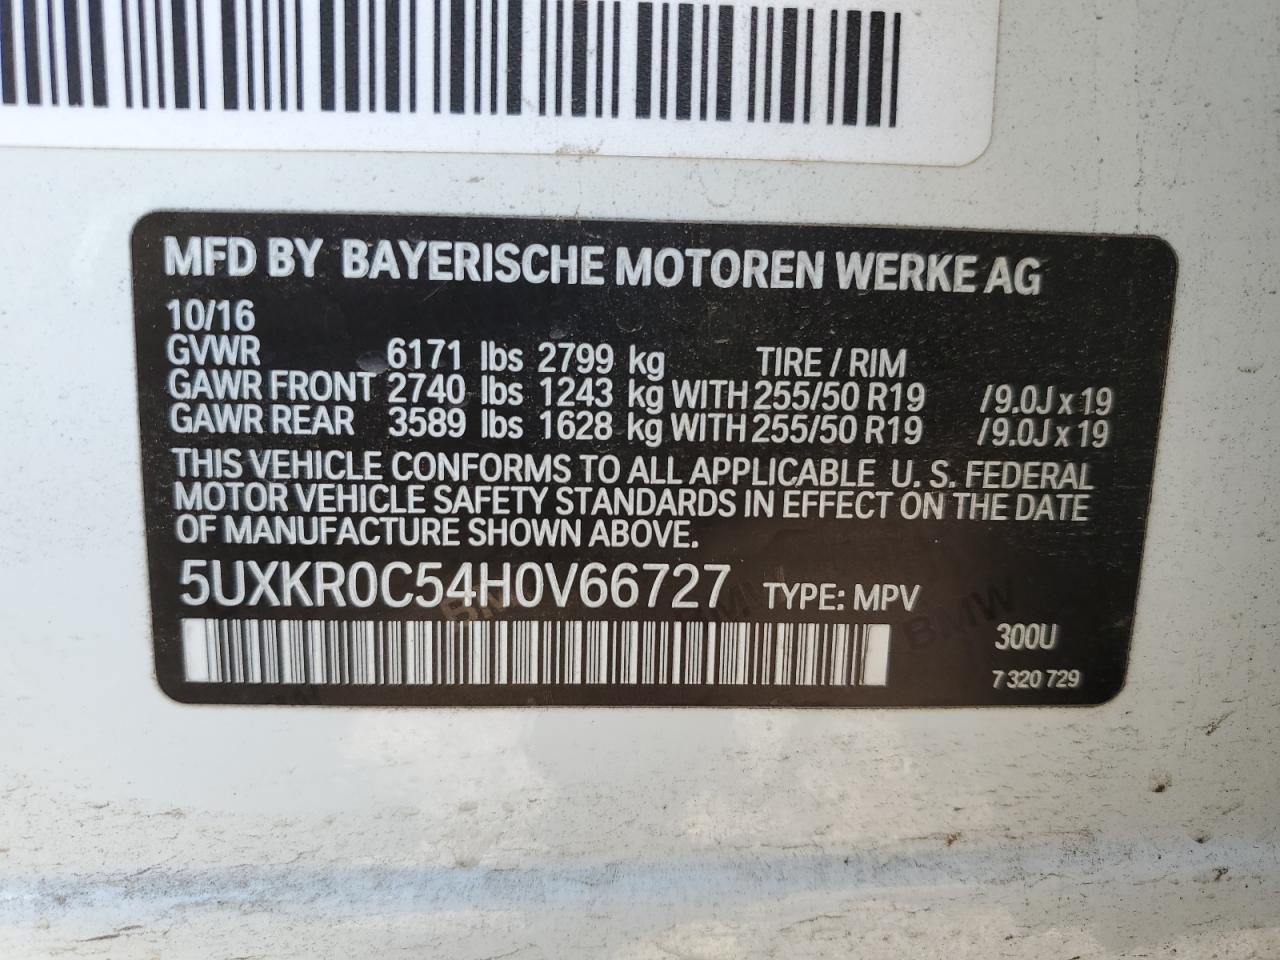 MFD BY BAYERISCHE MOTOREN WERKE AG
10/16
GVWR 6171 lbs 2799 kg TIRE / RIM
GAWR FRONT 2740 lbs 1243 kg WITH 255/50 R19 /9.0J x 19
GAWR REAR 3589 lbs 1628 kg WITH 255/50 R19 /9.0J x 19
THIS VEHICLE CONFORMS TO ALL APPLICABLE U. S. FEDERAL
MOTOR VEHICLE SAFETY STANDARDS IN EFFECT ON THE DATE
OF MANUFACTURE SHOWN ABOVE.
5UXKR0C54H0V66727 TYPE: MPV
BMW BMW BMW
300U
7 320 729